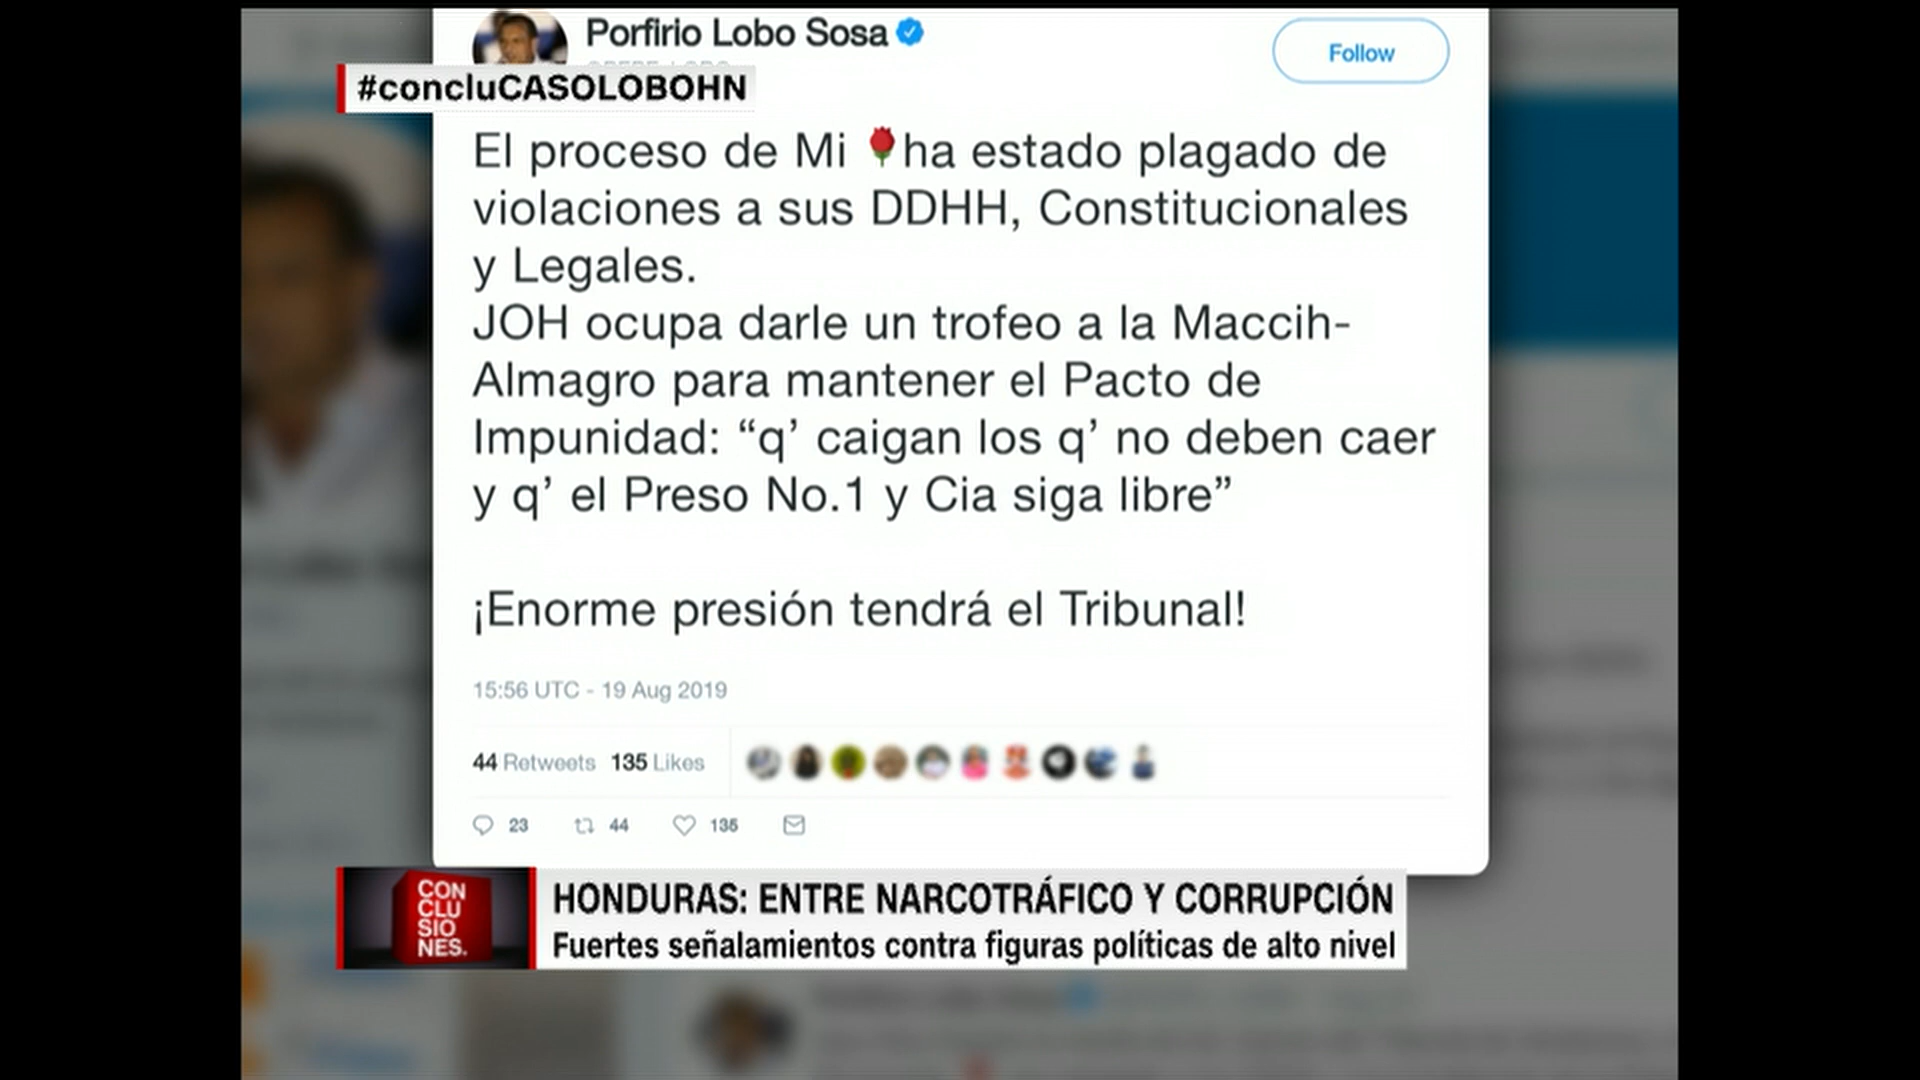 Porfirio Lobo Sosa
Follow
#concluCASOLOBOHN
El proceso de Mi 🌹ha estado plagado de
violaciones a sus DDHH, Constitucionales
y Legales.
JOH ocupa darle un trofeo a la Maccih-
Almagro para mantener el Pacto de
Impunidad: “q’ caigan los q’ no deben caer
y q’ el Preso No.1 y Cia siga libre”
¡Enorme presión tendrá el Tribunal!
15:56 UTC - 19 Aug 2019
44 Retweets 135 Likes
23 44 135
CON
CLU
SIO
NES.
HONDURAS: ENTRE NARCOTRÁFICO Y CORRUPCIÓN
Fuertes señalamientos contra figuras políticas de alto nivel